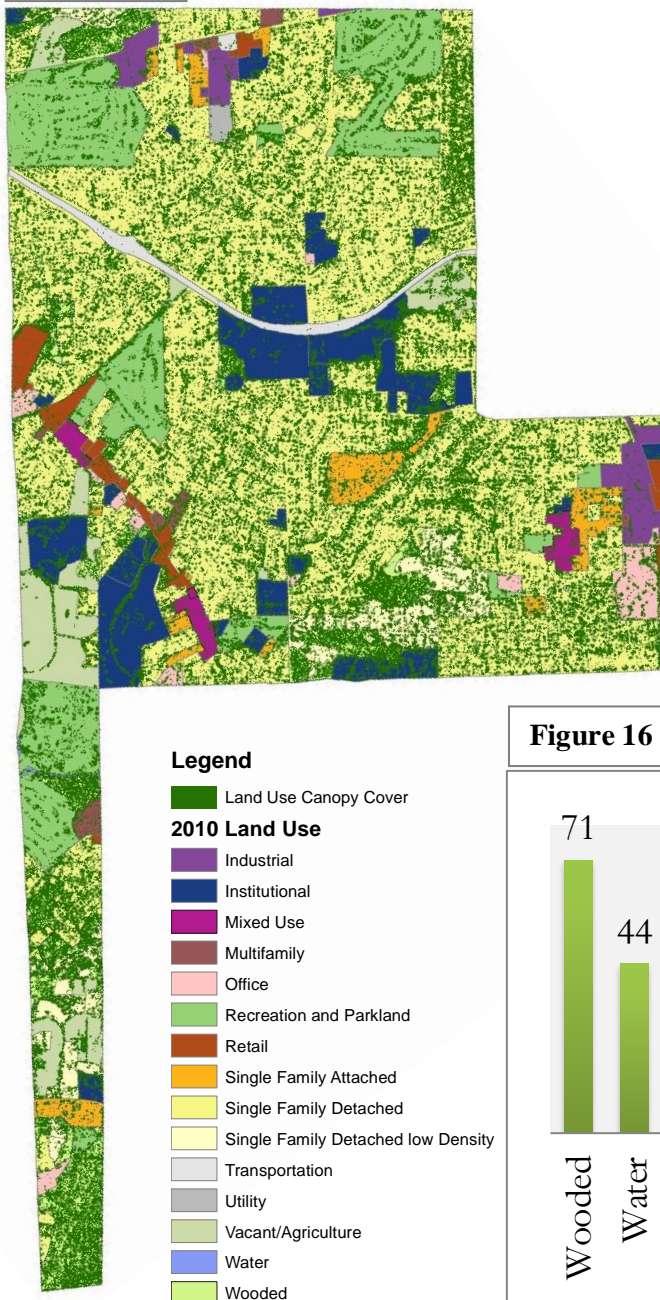 Legend
Land Use Canopy Cover
2010 Land Use
Industrial
Institutional
Mixed Use
Multifamily
Office
Recreation and Parkland
Retail
Single Family Attached
Single Family Detached
Single Family Detached low Density
Transportation
Utility
Vacant/Agriculture
Water
Wooded
Figure 16
71
44
Wooded
Water